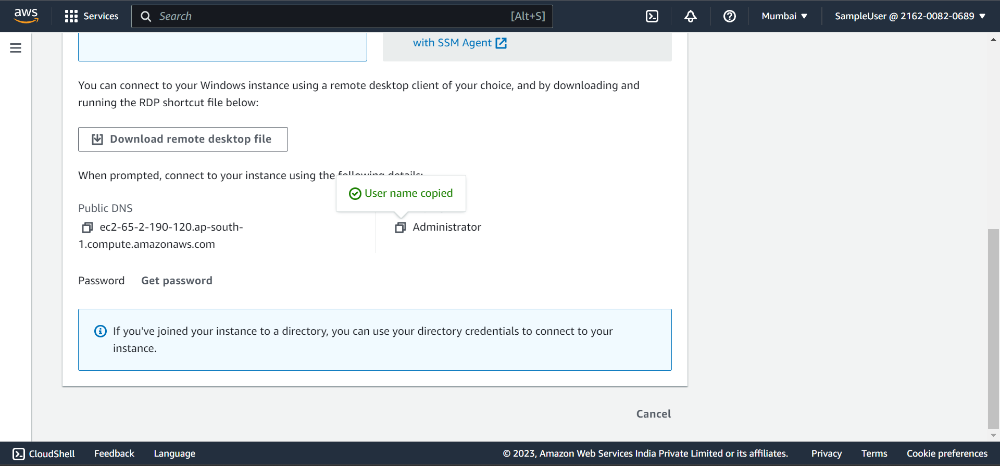 aws
Services
Search
[Alt+S]
Mumbai
SampleUser @ 2162-0082-0689
with SSM Agent
You can connect to your Windows instance using a remote desktop client of your choice, and by downloading and
running the RDP shortcut file below:
Download remote desktop file
When prompted, connect to your instance using the following details:
User name copied
Public DNS
ec2-65-2-190-120.ap-south-
1.compute.amazonaws.com
Administrator
Password
Get password
If you've joined your instance to a directory, you can use your directory credentials to connect to your
instance.
Cancel
CloudShell
Feedback
Language
© 2023, Amazon Web Services India Private Limited or its affiliates.
Privacy
Terms
Cookie preferences